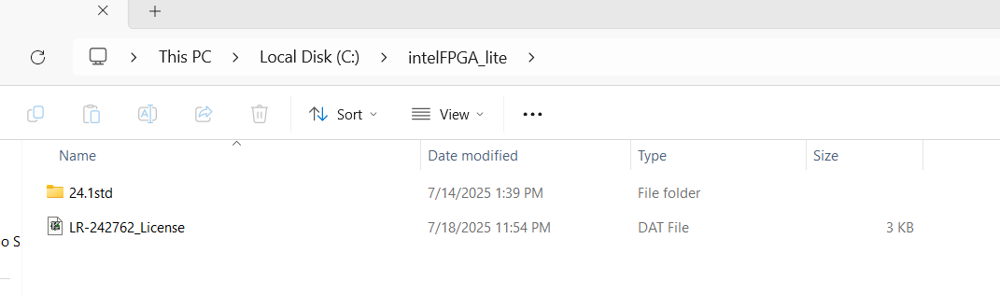 This PC > Local Disk (C:) > intelFPGA_lite >
Sort View
Name Date modified Type Size
24.1std 7/14/2025 1:39 PM File folder
LR-242762_License 7/18/2025 11:54 PM DAT File 3 KB
o S